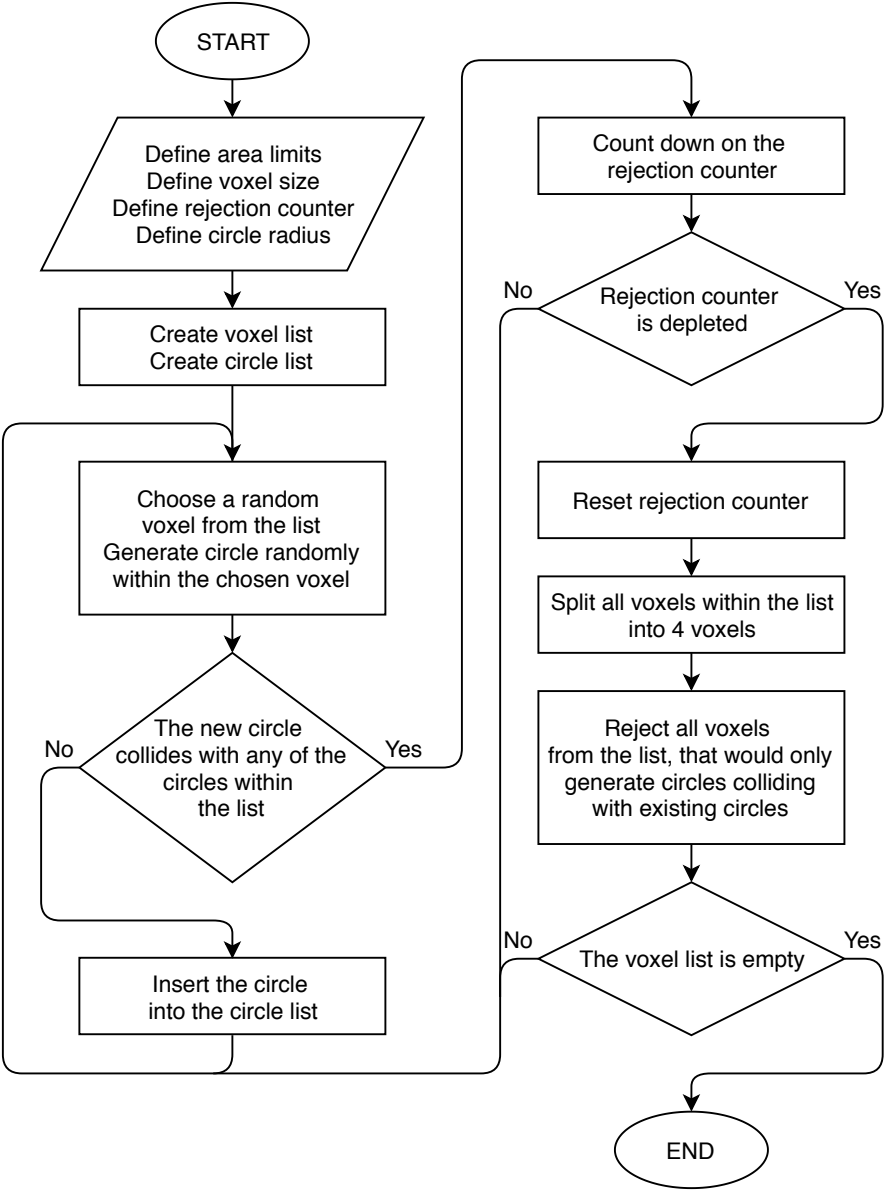 START
Define area limits
Define voxel size
Define rejection counter
Define circle radius
Create voxel list
Create circle list
Choose a random
voxel from the list
Generate circle randomly
within the chosen voxel
The new circle
collides with any of the
circles within
the list
No
Yes
Insert the circle
into the circle list
Count down on the
rejection counter
Rejection counter
is depleted
No
Yes
Reset rejection counter
Split all voxels within the list
into 4 voxels
Reject all voxels
from the list, that would only
generate circles colliding
with existing circles
The voxel list is empty
No
Yes
END